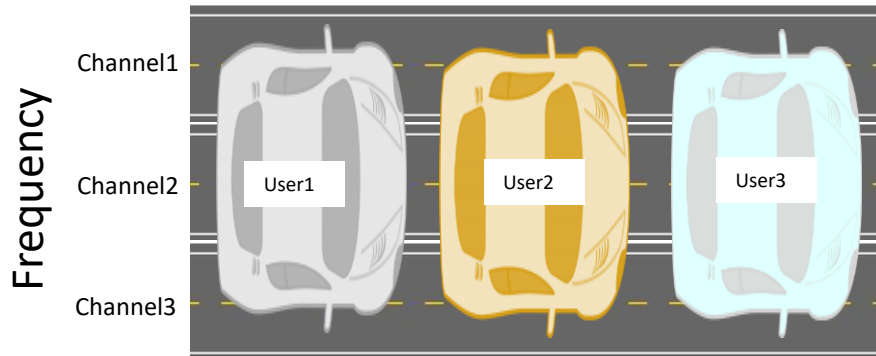 Frequency
Channel1
Channel2
Channel3
User1
User2
User3